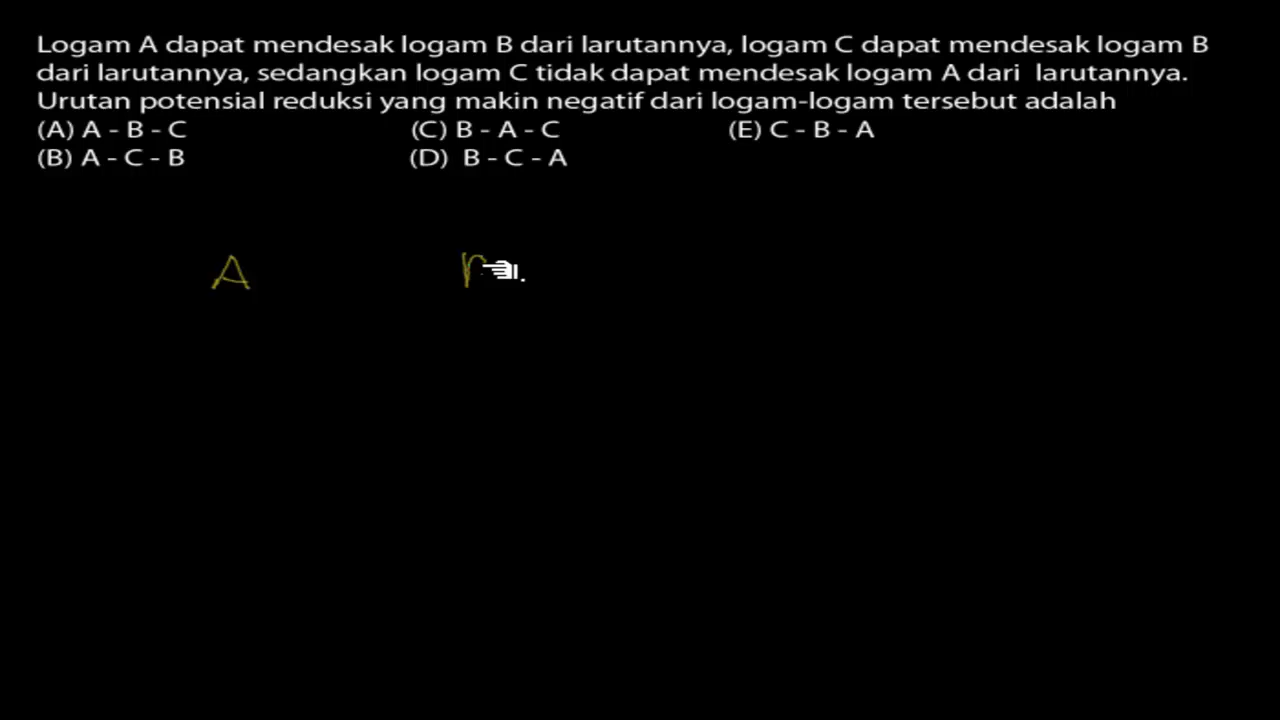 Logam A dapat mendesak logam B dari larutannya, logam C dapat mendesak logam B
dari larutannya, sedangkan logam C tidak dapat mendesak logam A dari larutannya.
Urutan potensial reduksi yang makin negatif dari logam-logam tersebut adalah
(A) A - B - C (C) B - A - C (E) C - B - A
(B) A - C - B (D) B - C - A
A